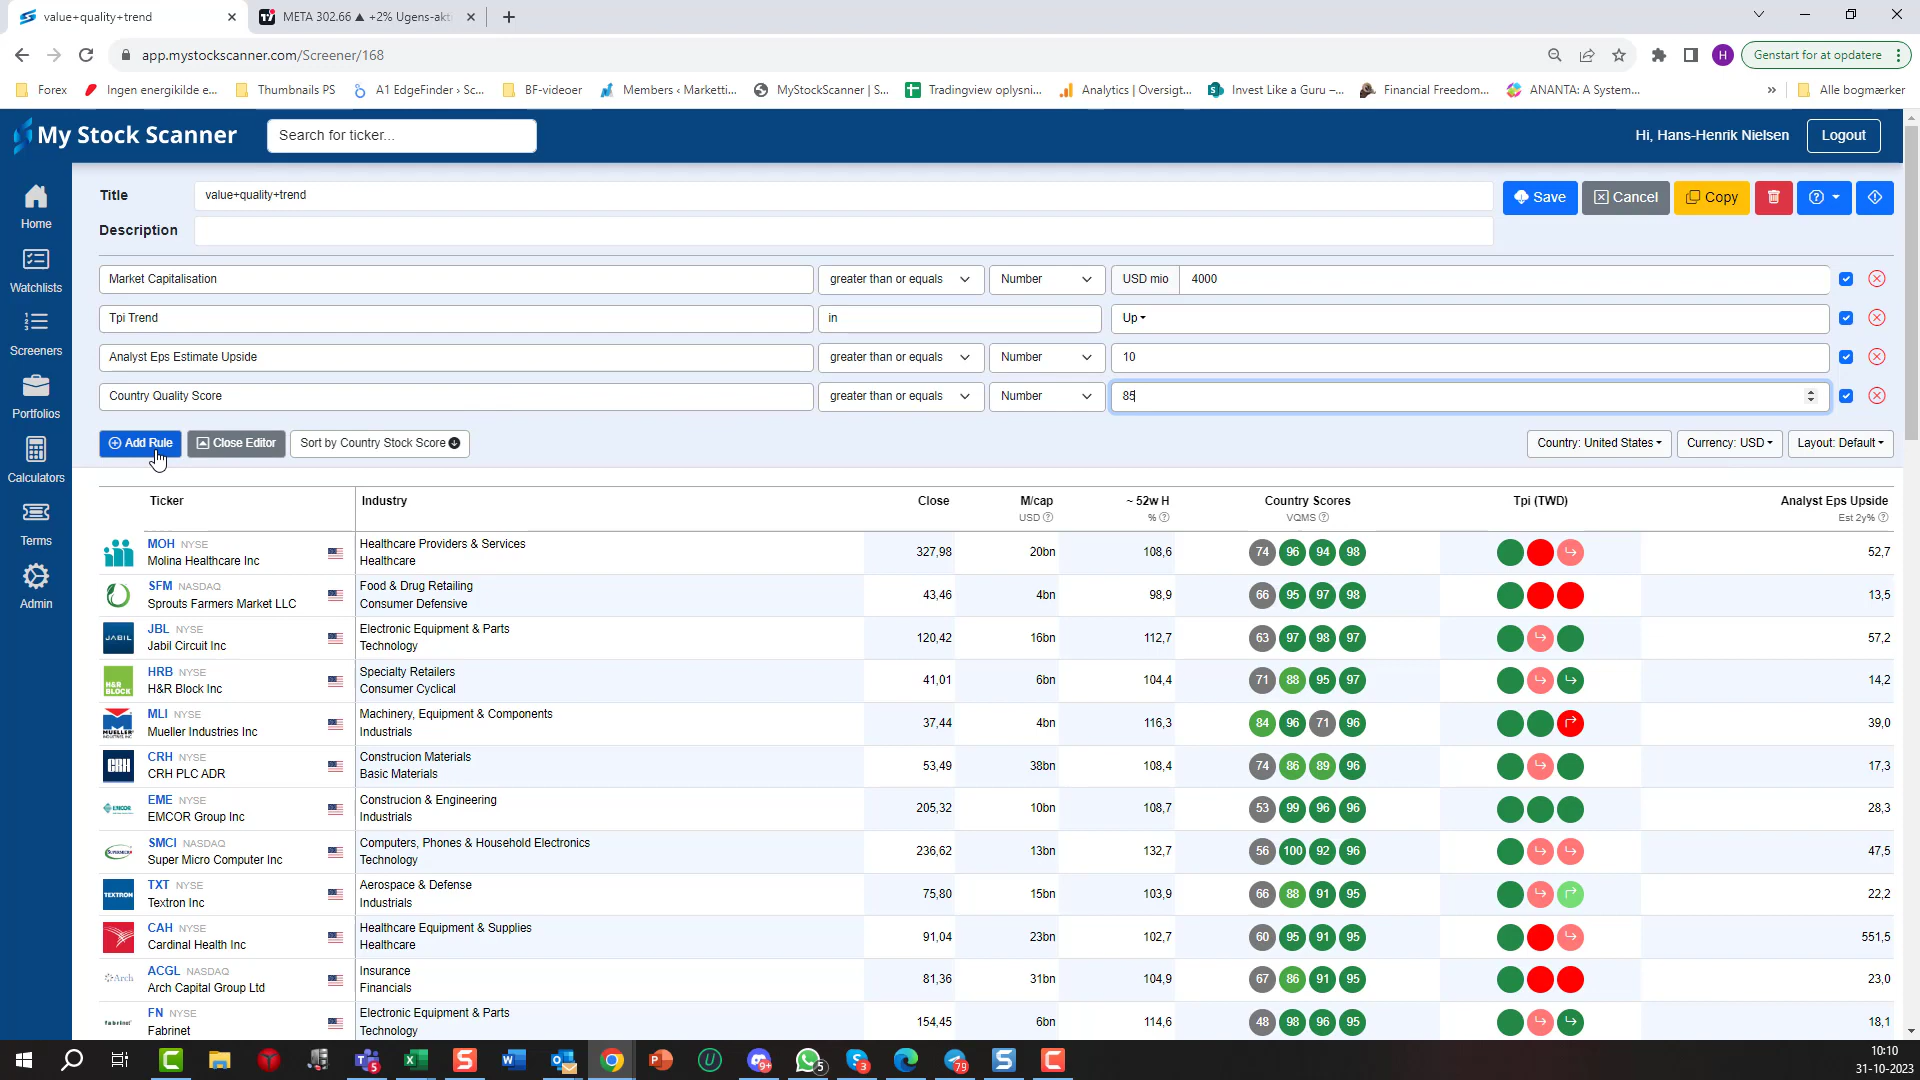 value+quality+trend
META 302.66 ▲ +2% Ugens-akt
app.mystockscanner.com/Screener/168
H
Genstart for at opdatere
Forex
Ingen energikilde e...
Thumbnails PS
A1 EdgeFinder › Sc...
BF-videoer
Members ‹ Marketti...
MyStockScanner | S...
Tradingview oplysni...
Analytics | Oversigt...
Invest Like a Guru –...
Financial Freedom...
ANANTA: A System...
»
Alle bogmærker
My Stock Scanner
Search for ticker...
Hi, Hans-Henrik Nielsen
Logout
Home
Watchlists
Screeners
Portfolios
Calculators
Terms
Admin
Title
value+quality+trend
Save
Cancel
Copy
Description
Market Capitalisation greater than or equals Number USD mio 4000
Tpi Trend in Up
Analyst Eps Estimate Upside greater than or equals Number 10
Country Quality Score greater than or equals Number 85
Add Rule
Close Editor
Sort by Country Stock Score
Country: United States
Currency: USD
Layout: Default
Ticker Industry Close M/cap ~ 52w H Country Scores Tpi (TWD) Analyst Eps Upside
USD % VQMS Est 2y%
MOH NYSE Healthcare Providers & Services 327,98 20bn 108,6 74 96 94 98 52,7
Molina Healthcare Inc Healthcare
SFM NASDAQ Food & Drug Retailing 43,46 4bn 98,9 66 95 97 98 13,5
Sprouts Farmers Market LLC Consumer Defensive
JABIL
JBL NYSE Electronic Equipment & Parts 120,42 16bn 112,7 63 97 98 97 57,2
Jabil Circuit Inc Technology
H&R BLOCK
HRB NYSE Specialty Retailers 41,01 6bn 104,4 71 88 95 97 14,2
H&R Block Inc Consumer Cyclical
MUELLER
MLI NYSE Machinery, Equipment & Components 37,44 4bn 116,3 84 96 71 96 39,0
Mueller Industries Inc Industrials
CRH
CRH NYSE Construcion Materials 53,49 38bn 108,4 74 86 89 96 17,3
CRH PLC ADR Basic Materials
EMCOR
EME NYSE Construcion & Engineering 205,32 10bn 108,7 53 99 96 96 28,3
EMCOR Group Inc Industrials
SMCI NASDAQ Computers, Phones & Household Electronics 236,62 13bn 132,7 56 100 92 96 47,5
Super Micro Computer Inc Technology
TEXTRON
TXT NYSE Aerospace & Defense 75,80 15bn 103,9 66 88 91 95 22,2
Textron Inc Industrials
CAH NYSE Healthcare Equipment & Supplies 91,04 23bn 102,7 60 95 91 95 551,5
Cardinal Health Inc Healthcare
Arch
ACGL NASDAQ Insurance 81,36 31bn 104,9 67 86 91 95 23,0
Arch Capital Group Ltd Financials
fabrinet
FN NYSE Electronic Equipment & Parts 154,45 6bn 114,6 48 98 96 95 18,1
Fabrinet Technology
5
9+
5
3
79
10:10
31-10-2023